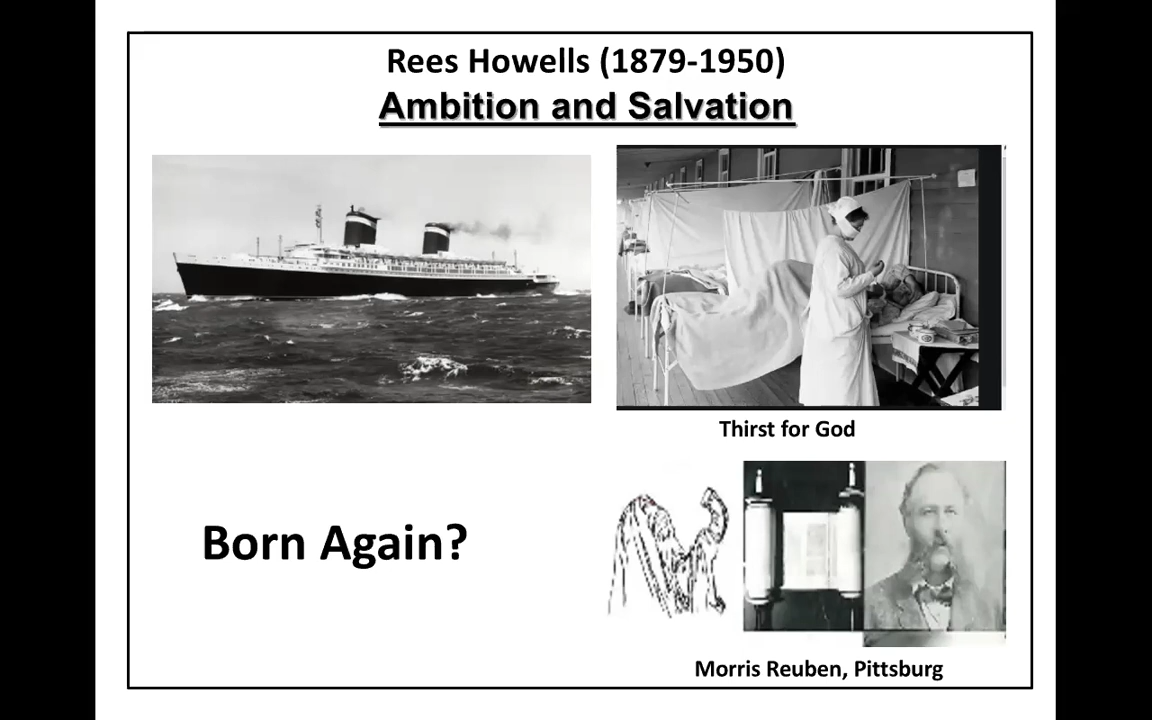 Rees Howells (1879-1950)
Ambition and Salvation
Thirst for God
Born Again?
Morris Reuben, Pittsburg